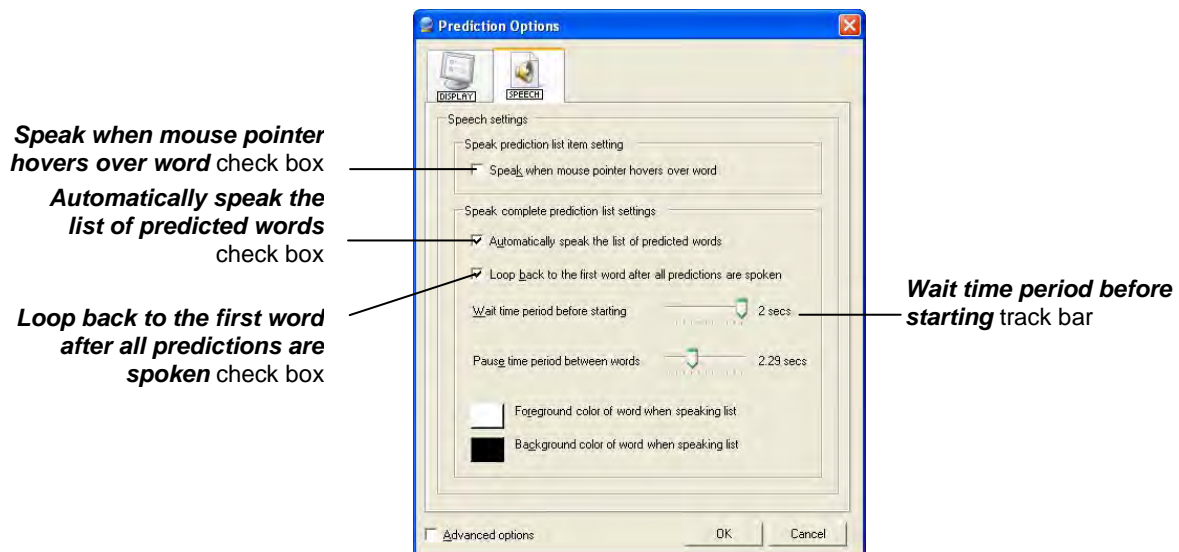 Prediction Options
DISPLAY
SPEECH
Speech settings
Speak prediction list item setting
Speak when mouse pointer
hovers over word check box
Speak when mouse pointer hovers over word
Automatically speak the
list of predicted words
check box
Speak complete prediction list settings
Automatically speak the list of predicted words
Loop back to the first word after all predictions are spoken
Loop back to the first word
after all predictions are
spoken check box
Wait time period before starting
2 secs
Wait time period before
starting track bar
Pause time period between words
2.29 secs
Foreground color of word when speaking list
Background color of word when speaking list
Advanced options
OK
Cancel